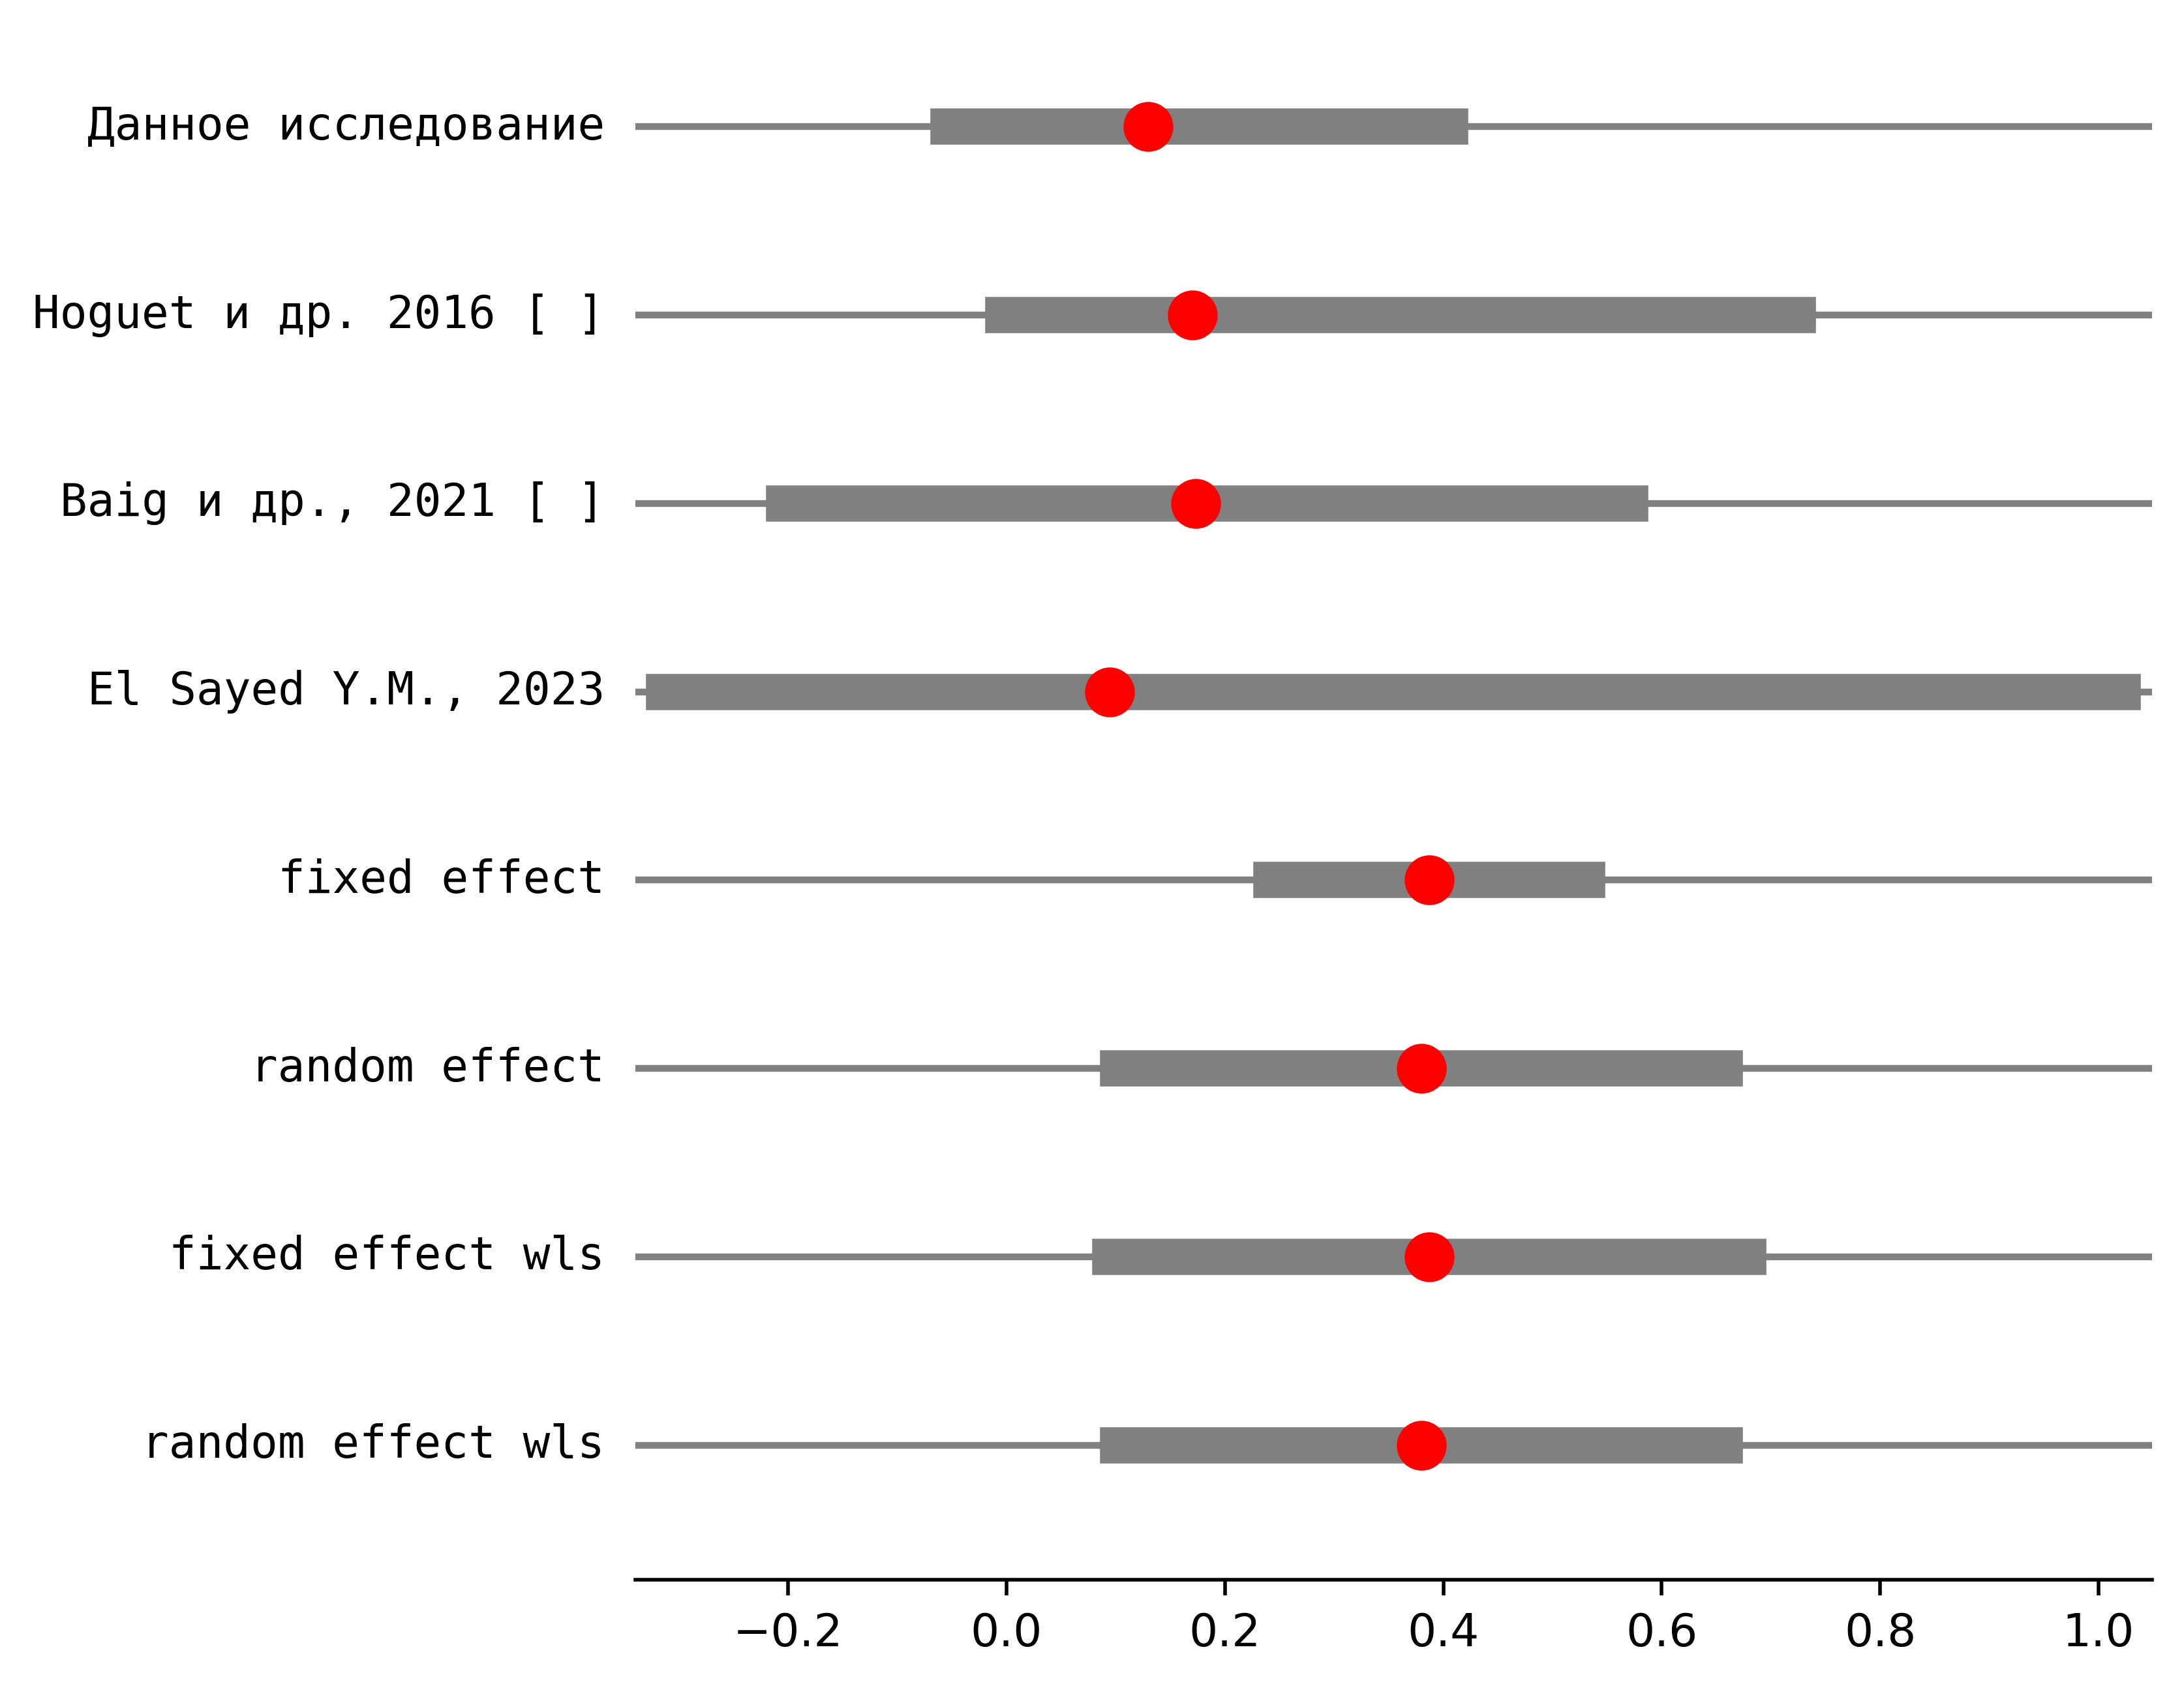 Данное исследование
Hoguet и др. 2016 [ ]
Baig и др., 2021 [ ]
El Sayed Y.M., 2023
fixed effect
random effect
fixed effect wls
random effect wls
−0.2 0.0 0.2 0.4 0.6 0.8 1.0